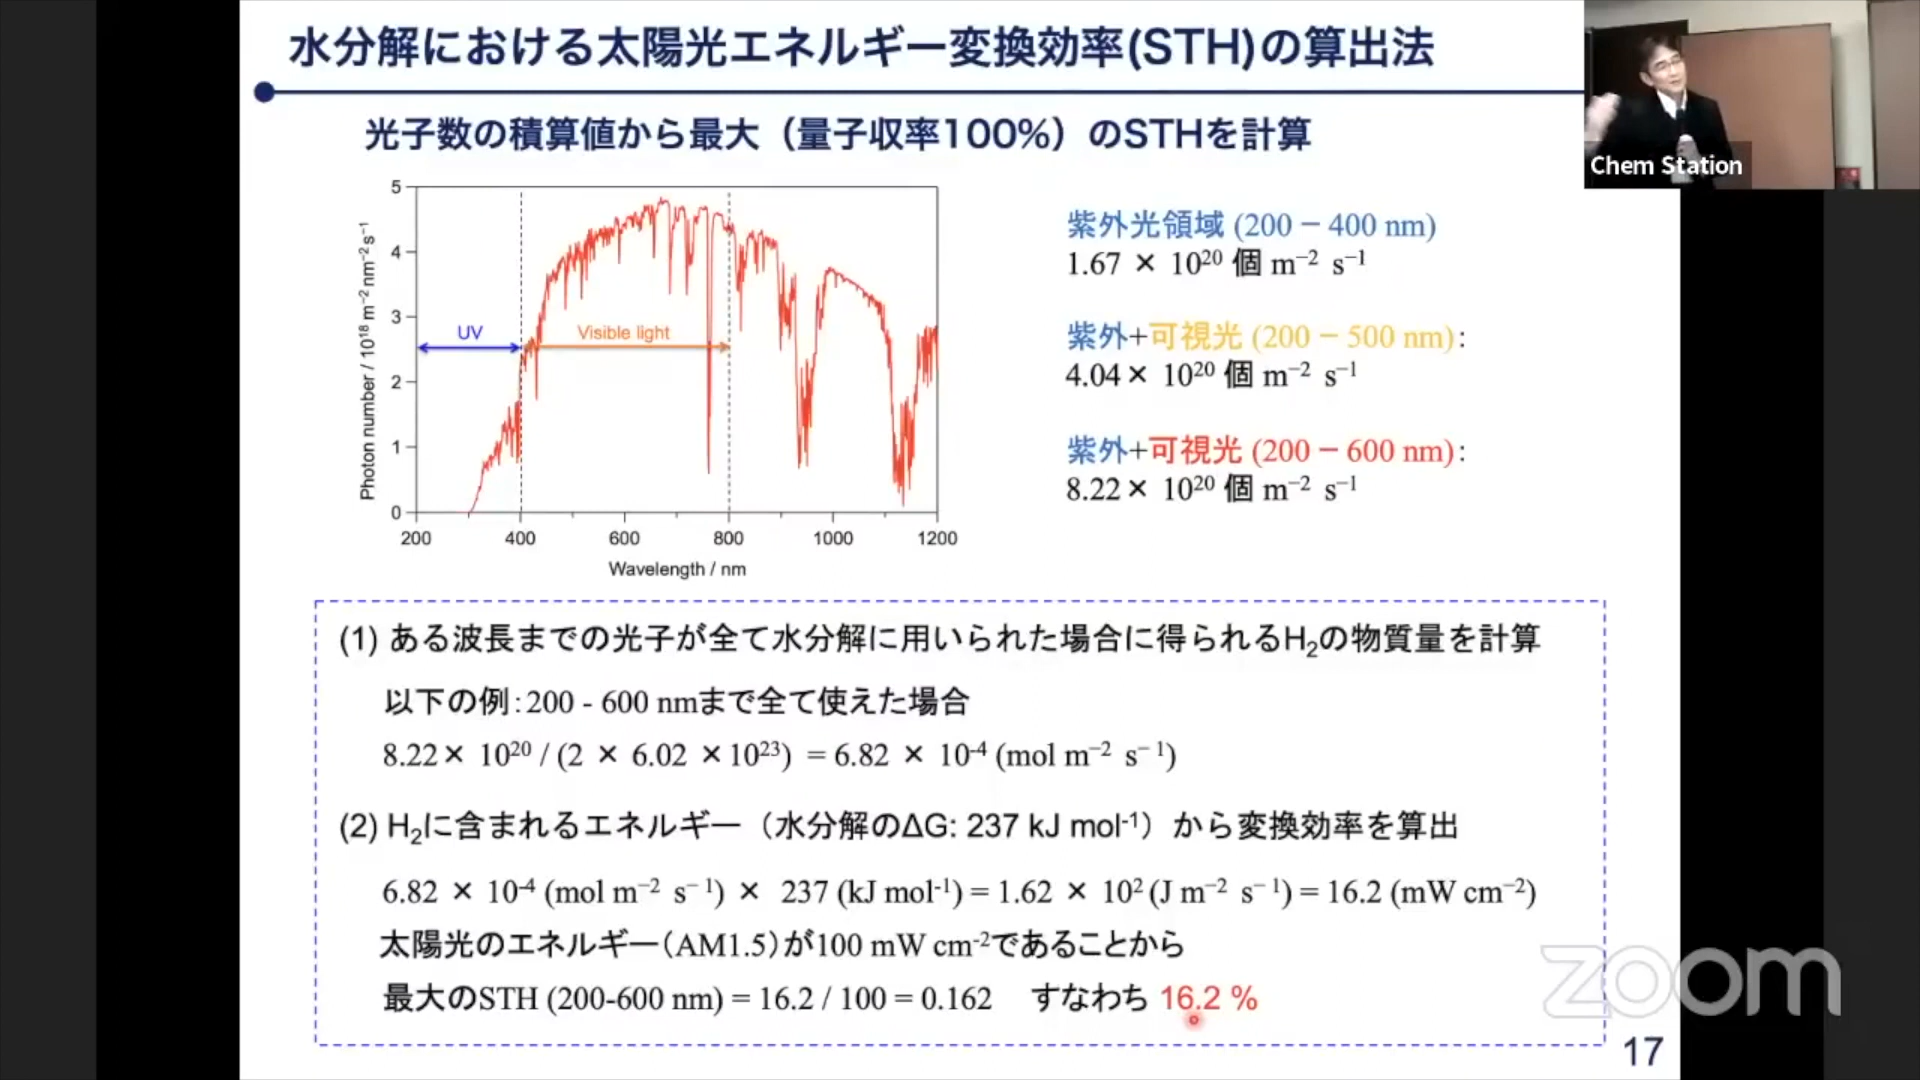 水分解における太陽光エネルギー変換効率(STH)の算出法
Chem Station
光子数の積算値から最大（量子収率100%）のSTHを計算
Photon number / 10¹⁸ m⁻² nm⁻² s⁻¹
5
4
3
2
1
0
UV
Visible light
200 400 600 800 1000 1200
Wavelength / nm
紫外光領域 (200 − 400 nm)
1.67 × 10²⁰ 個 m⁻² s⁻¹
紫外+可視光 (200 − 500 nm):
4.04× 10²⁰ 個 m⁻² s⁻¹
紫外+可視光 (200 − 600 nm):
8.22× 10²⁰ 個 m⁻² s⁻¹
(1) ある波長までの光子が全て水分解に用いられた場合に得られるH₂の物質量を計算
以下の例：200 - 600 nmまで全て使えた場合
8.22× 10²⁰ / (2 × 6.02 ×10²³) = 6.82 × 10⁻⁴ (mol m⁻² s⁻¹)
(2) H₂に含まれるエネルギー（水分解のΔG: 237 kJ mol⁻¹）から変換効率を算出
6.82 × 10⁻⁴ (mol m⁻² s⁻¹) × 237 (kJ mol⁻¹) = 1.62 × 10² (J m⁻² s⁻¹) = 16.2 (mW cm⁻²)
太陽光のエネルギー（AM1.5）が100 mW cm⁻²であることから
最大のSTH (200-600 nm) = 16.2 / 100 = 0.162 すなわち 16.2 %
zoom
17